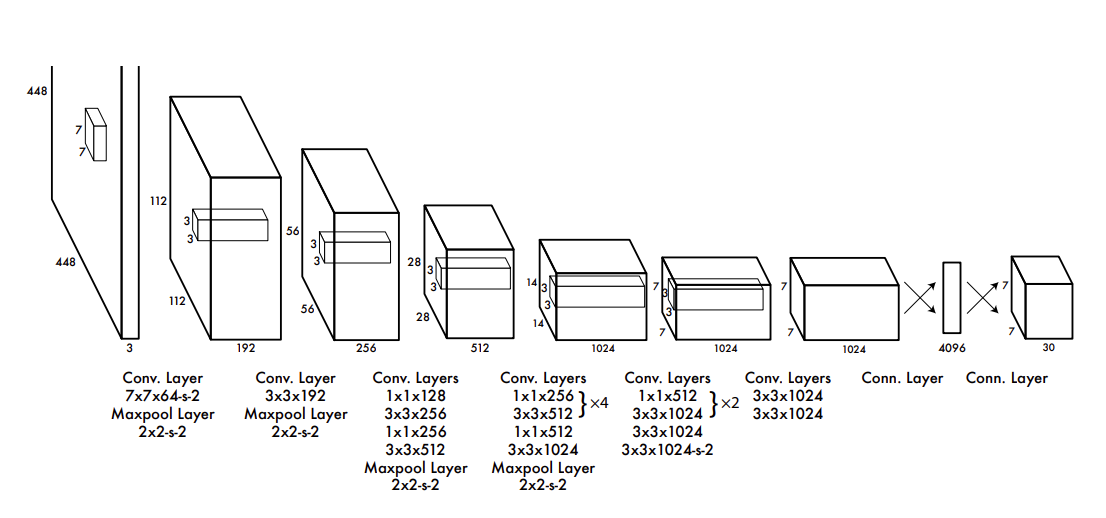 448
7
7
448
3
112
3
3
112
192
56
3
3
56
256
28
3
3
28
512
14
3
3
14
1024
7
3
3
7
1024
7
7
1024
4096
7
7
30
Conv. Layer
7x7x64-s-2
Maxpool Layer
2x2-s-2
Conv. Layer
3x3x192
Maxpool Layer
2x2-s-2
Conv. Layers
1x1x128
3x3x256
1x1x256
3x3x512
Maxpool Layer
2x2-s-2
Conv. Layers
1x1x256
3x3x512
} ×4
1x1x512
3x3x1024
Maxpool Layer
2x2-s-2
Conv. Layers
1x1x512
3x3x1024
} ×2
3x3x1024
3x3x1024-s-2
Conv. Layers
3x3x1024
3x3x1024
Conn. Layer
Conn. Layer